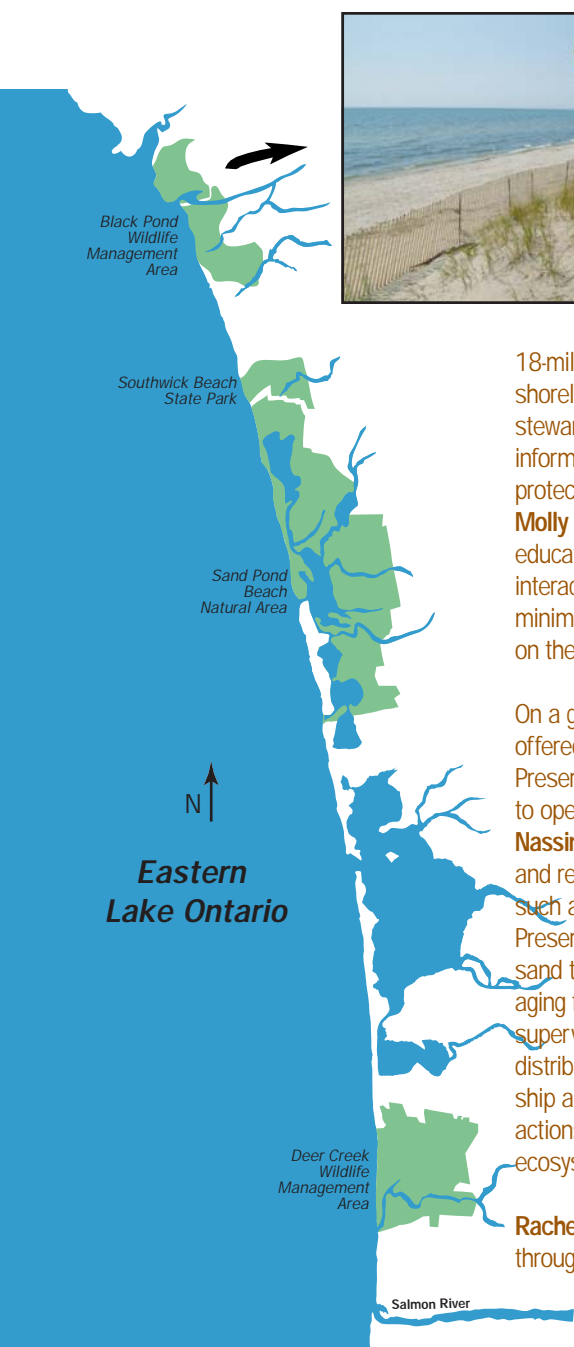 Black Pond
Wildlife
Management
Area
Southwick Beach
State Park
Sand Pond
Beach
Natural Area
N
Eastern
Lake Ontario
Deer Creek
Wildlife
Management
Area
Salmon River
18-mil
shorel
stewar
inform
protec
Molly
educa
interac
minim
on the
On a g
offered
Preser
to ope
Nassir
and re
such a
Preser
sand t
aging t
superv
distrib
ship a
action
ecosys
Rache
throug